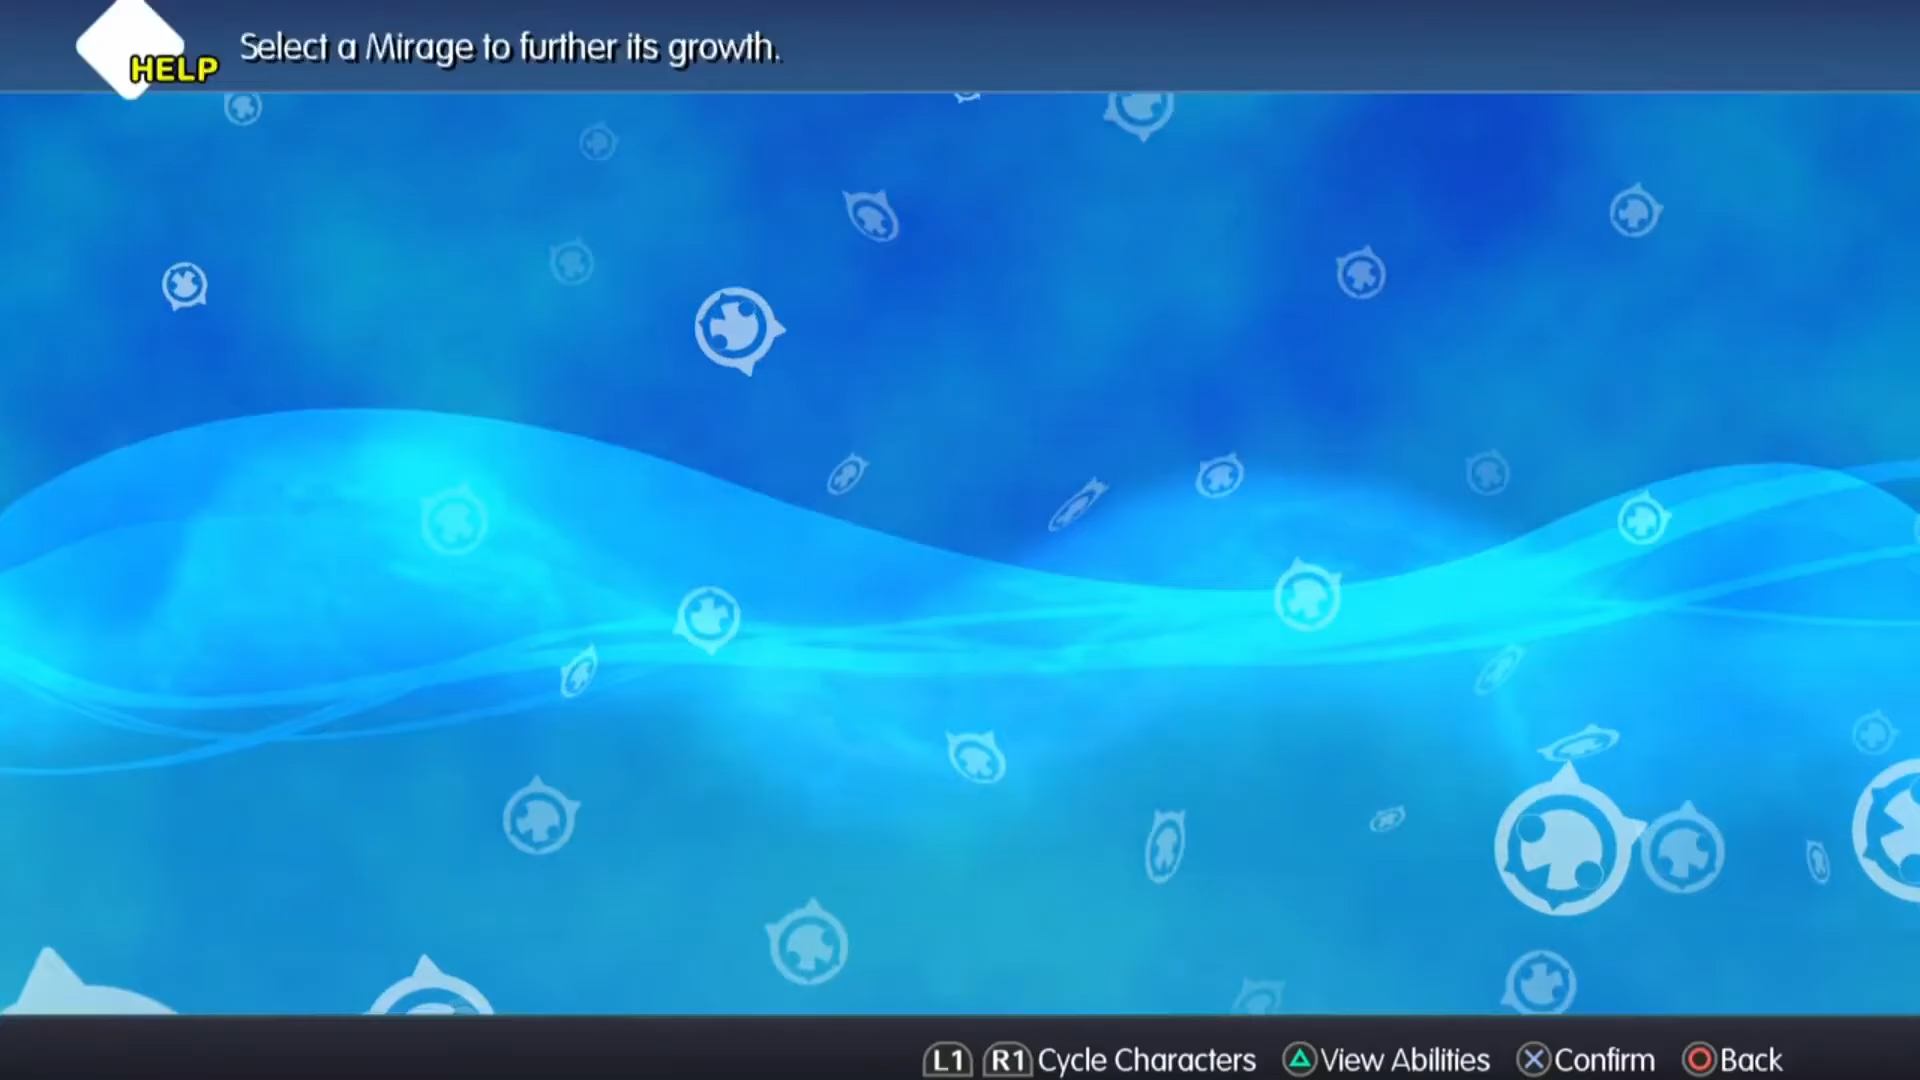 HELP Select a Mirage to further its growth.
L1 R1 Cycle Characters View Abilities Confirm Back